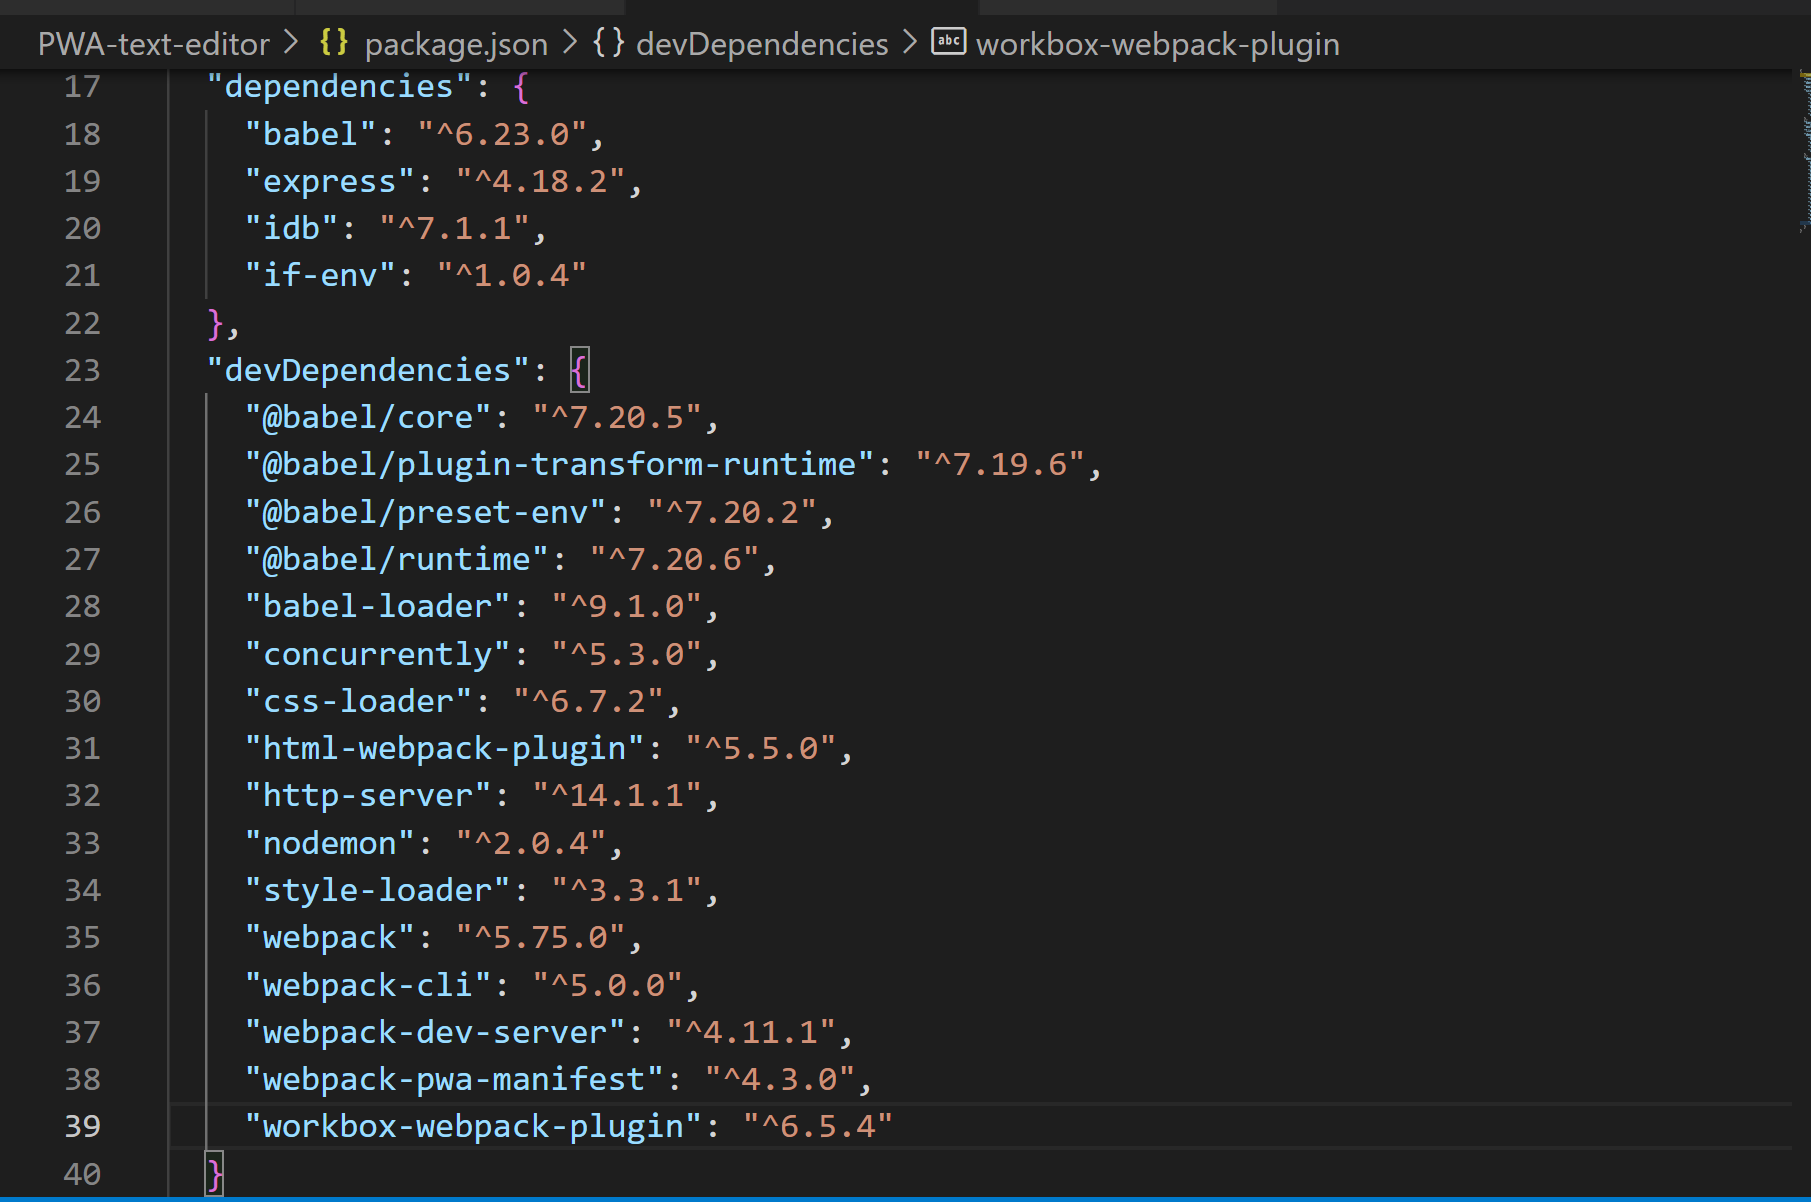 PWA-text-editor > {} package.json > {} devDependencies > abc workbox-webpack-plugin
17 "dependencies": {
18 "babel": "^6.23.0",
19 "express": "^4.18.2",
20 "idb": "^7.1.1",
21 "if-env": "^1.0.4"
22 },
23 "devDependencies": {
24 "@babel/core": "^7.20.5",
25 "@babel/plugin-transform-runtime": "^7.19.6",
26 "@babel/preset-env": "^7.20.2",
27 "@babel/runtime": "^7.20.6",
28 "babel-loader": "^9.1.0",
29 "concurrently": "^5.3.0",
30 "css-loader": "^6.7.2",
31 "html-webpack-plugin": "^5.5.0",
32 "http-server": "^14.1.1",
33 "nodemon": "^2.0.4",
34 "style-loader": "^3.3.1",
35 "webpack": "^5.75.0",
36 "webpack-cli": "^5.0.0",
37 "webpack-dev-server": "^4.11.1",
38 "webpack-pwa-manifest": "^4.3.0",
39 "workbox-webpack-plugin": "^6.5.4"
40 }